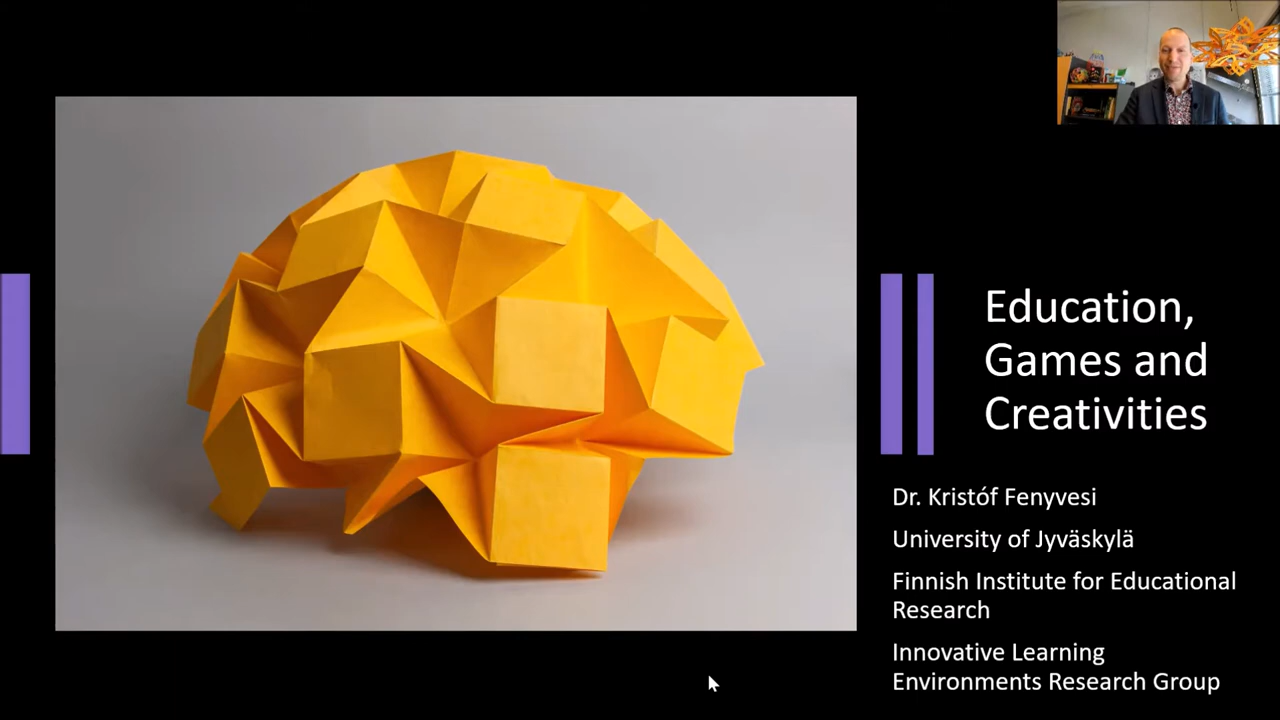 Education,
Games and
Creativities
Dr. Kristóf Fenyvesi
University of Jyväskylä
Finnish Institute for Educational
Research
Innovative Learning
Environments Research Group